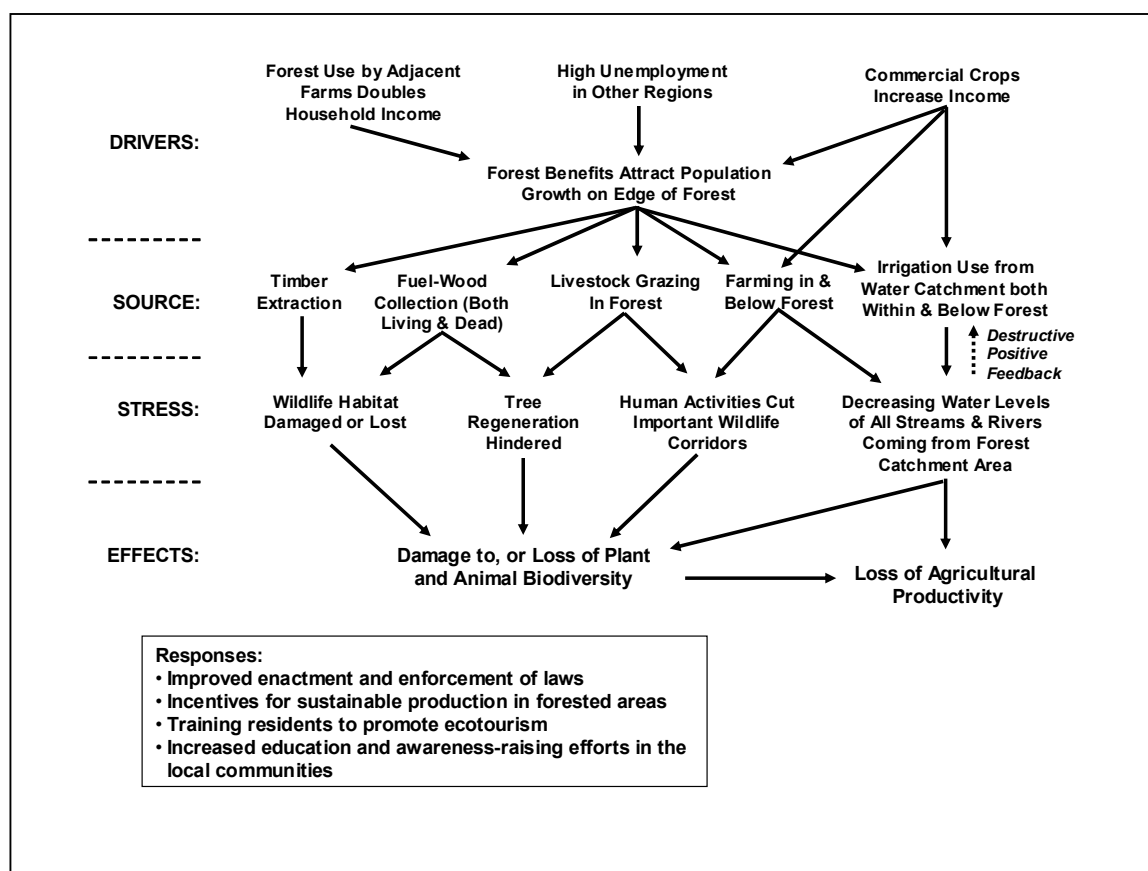 Forest Use by Adjacent
Farms Doubles
Household Income
High Unemployment
in Other Regions
Commercial Crops
Increase Income
DRIVERS:
Forest Benefits Attract Population
Growth on Edge of Forest
SOURCE:
Timber
Extraction
Fuel-Wood
Collection (Both
Living & Dead)
Livestock Grazing
In Forest
Farming in &
Below Forest
Irrigation Use from
Water Catchment both
Within & Below Forest
Destructive
Positive
Feedback
STRESS:
Wildlife Habitat
Damaged or Lost
Tree
Regeneration
Hindered
Human Activities Cut
Important Wildlife
Corridors
Decreasing Water Levels
of All Streams & Rivers
Coming from Forest
Catchment Area
EFFECTS:
Damage to, or Loss of Plant
and Animal Biodiversity
Loss of Agricultural
Productivity
Responses:
• Improved enactment and enforcement of laws
• Incentives for sustainable production in forested areas
• Training residents to promote ecotourism
• Increased education and awareness-raising efforts in the
local communities